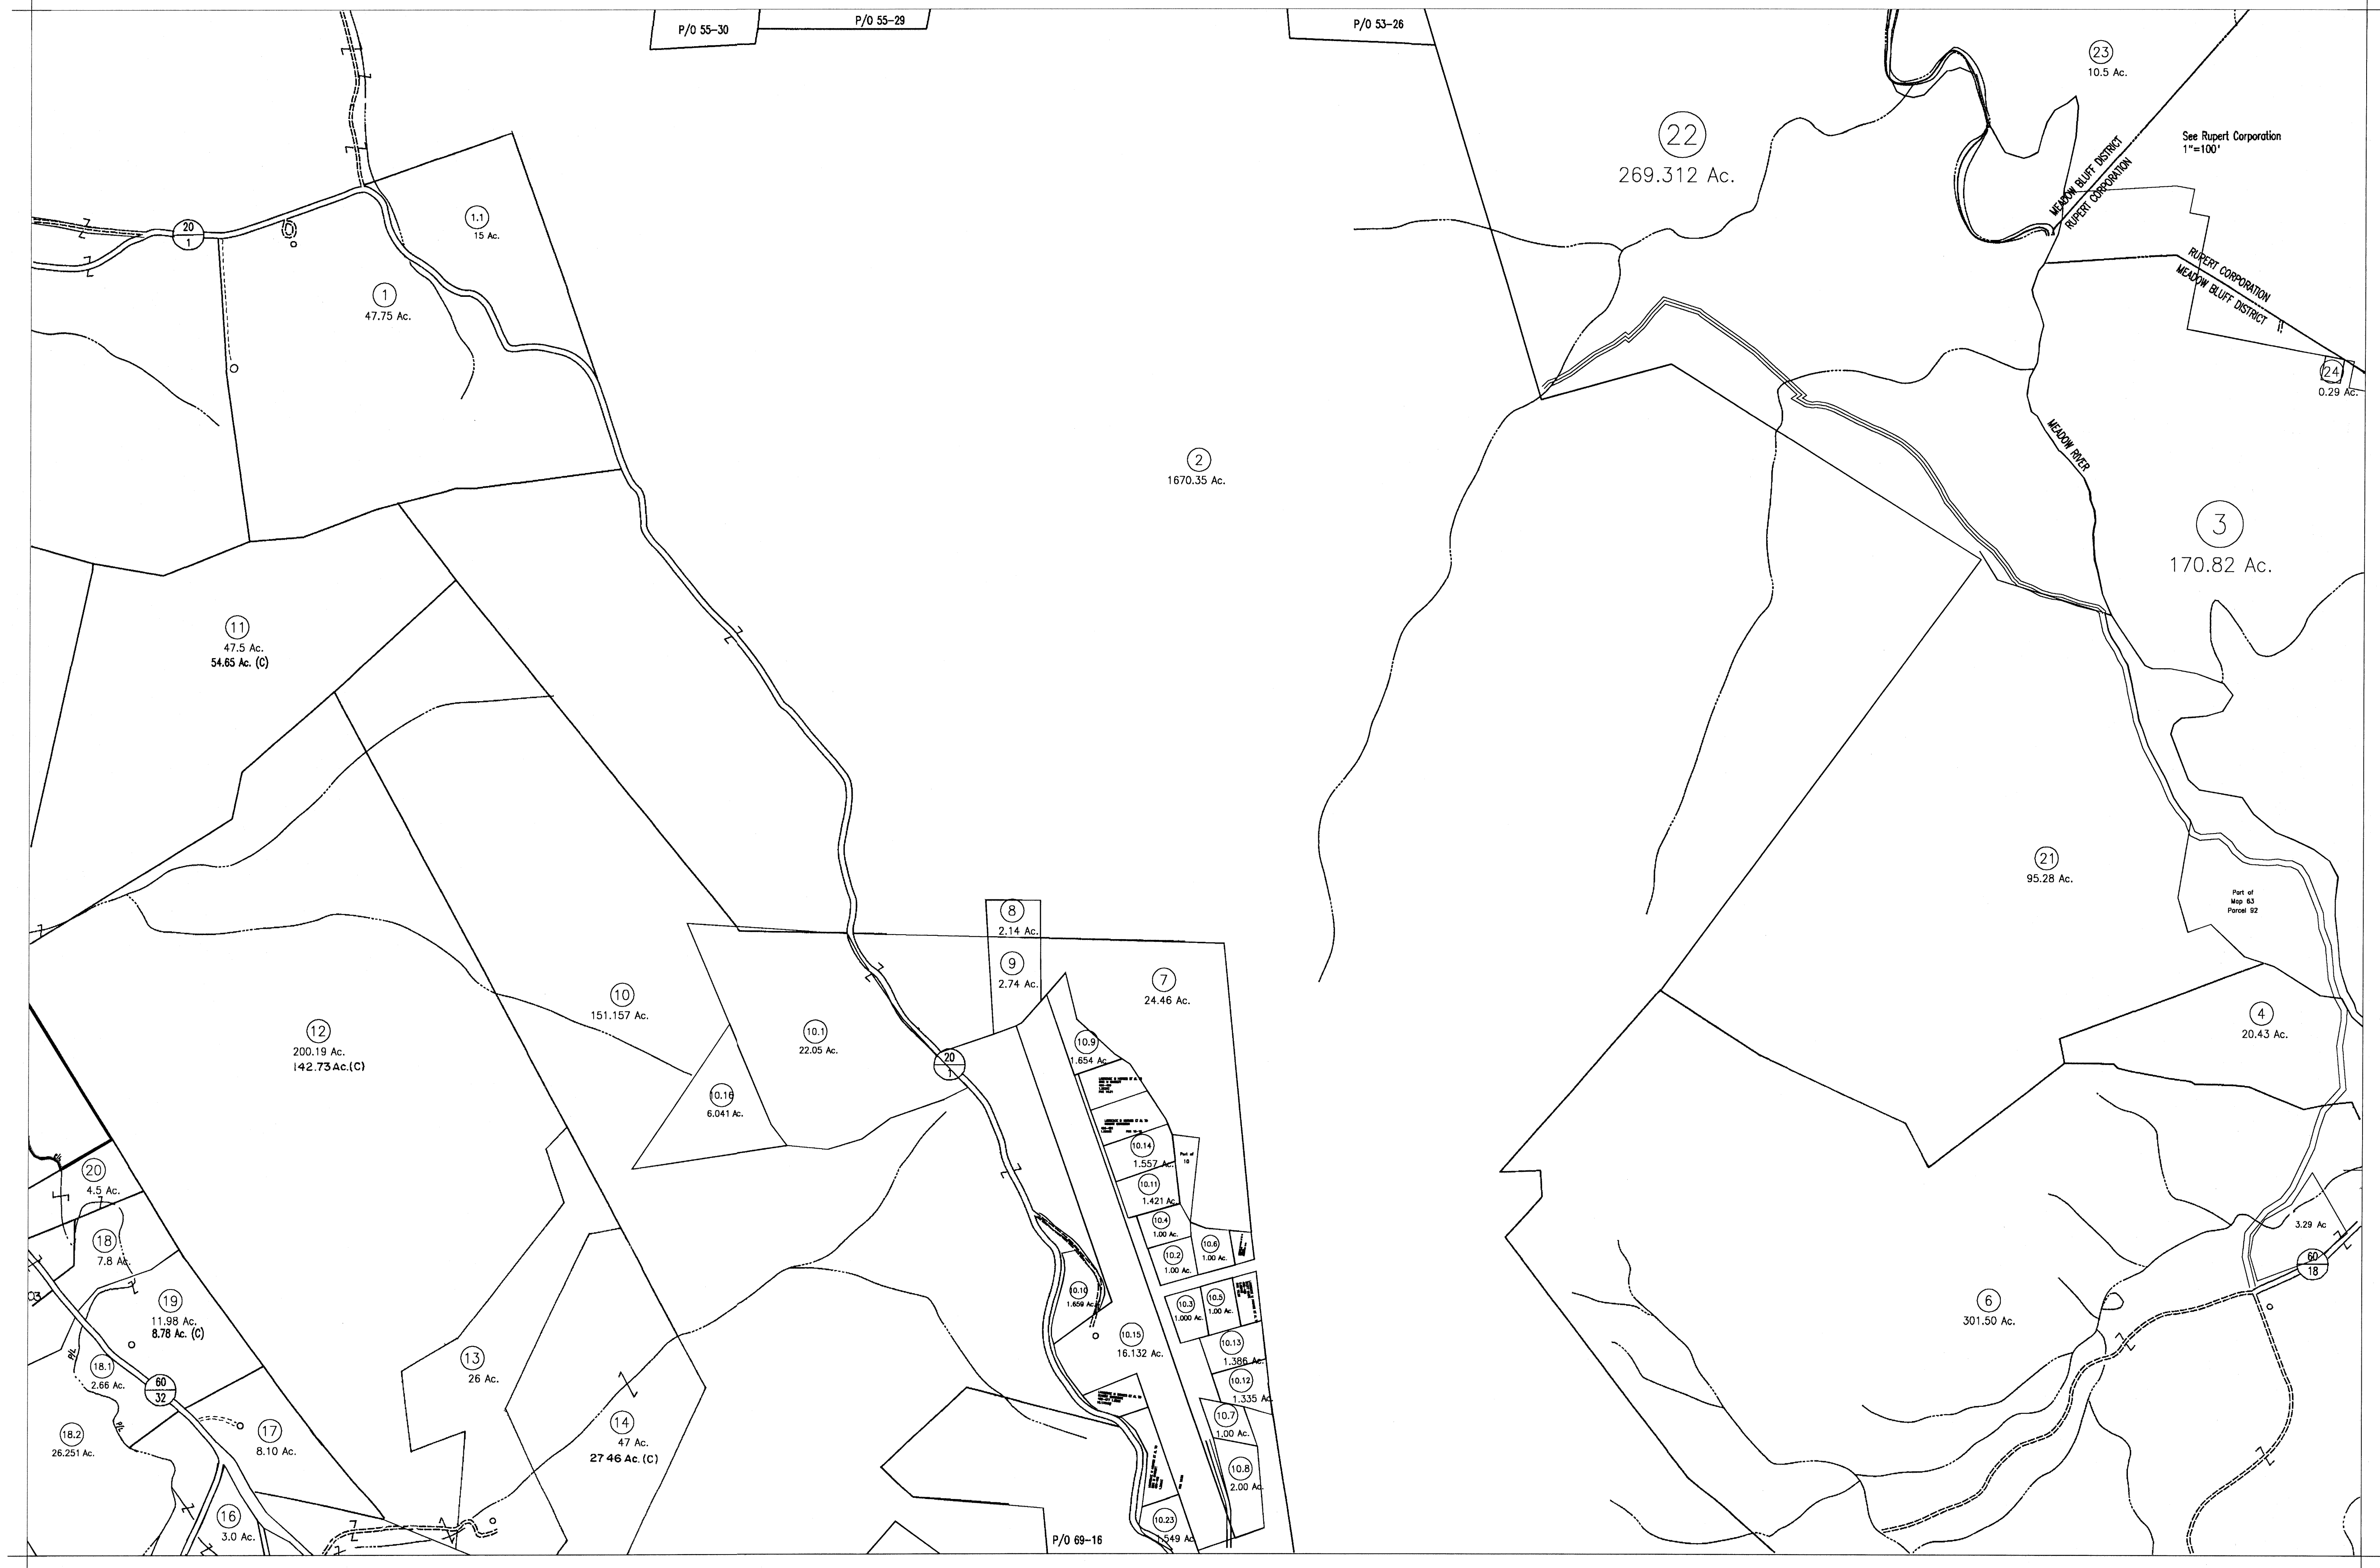 P/O 55-30
P/O 55-29
P/O 53-26
23
10.5 Ac.
22
269.312 Ac.
See Rupert Corporation
1"=100'
MEADOW BLUFF DISTRICT
RUPERT CORPORATION
1.1
15 Ac.
20
1
1
47.75 Ac.
RUPERT CORPORATION
MEADOW BLUFF DISTRICT
24
0.29 Ac.
MEADOW RIVER
2
1670.35 Ac.
3
170.82 Ac.
11
47.5 Ac.
54.65 Ac. (C)
21
95.28 Ac.
Part of
Map 63
Parcel 92
8
2.14 Ac.
9
2.74 Ac.
7
24.46 Ac.
10
151.157 Ac.
4
20.43 Ac.
12
200.19 Ac.
142.73 Ac.(C)
10.1
22.05 Ac.
20
1
10.9
1.654 Ac.
10.16
6.041 Ac.
10.14
1.557 Ac.
Part of
10
10.11
1.421 Ac.
20
4.5 Ac.
10.4
1.00 Ac.
10.2
1.00 Ac.
10.6
1.00 Ac.
3.29 Ac
60
18
18
7.8 Ac.
03
19
11.98 Ac.
8.78 Ac. (C)
10.10
1.659 Ac.
10.3
1.000 Ac.
10.5
1.00 Ac.
6
301.50 Ac.
10.15
16.132 Ac.
10.13
1.386 Ac.
P/L
18.1
2.66 Ac.
60
32
13
26 Ac.
10.12
1.335 Ac.
P/L
18.2
26.251 Ac.
17
8.10 Ac.
14
47 Ac.
27 46 Ac. (C)
10.7
1.00 Ac.
10.8
2.00 Ac.
16
3.0 Ac.
10.23
1.549 Ac.
P/O 69-16